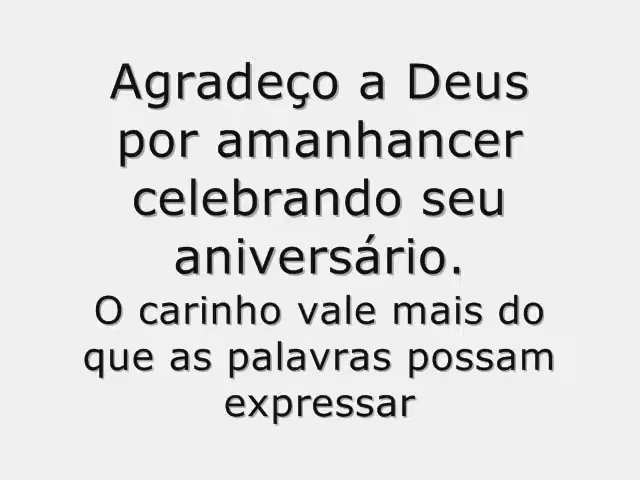 Agradeço a Deus
por amanhancer
celebrando seu
aniversário.
O carinho vale mais do
que as palavras possam
expressar